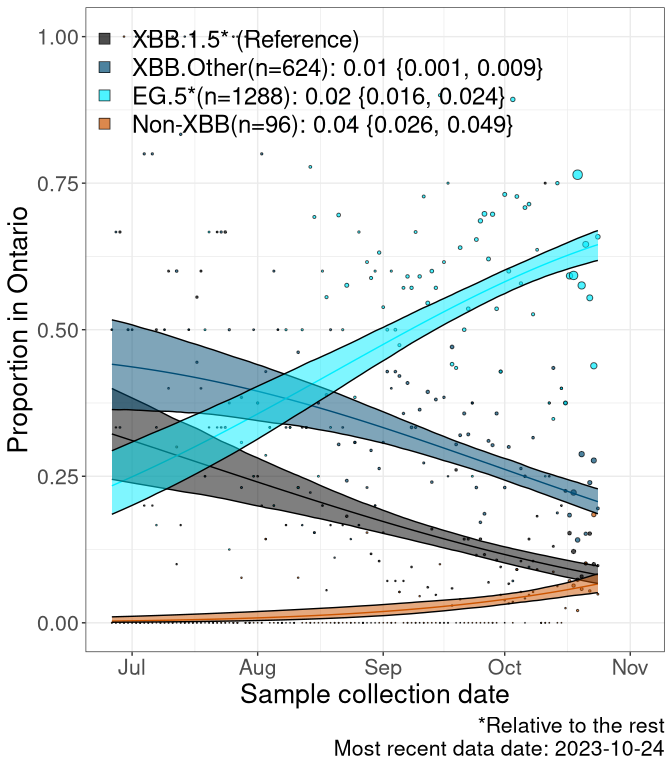 1.00
XBB.1.5* (Reference)
XBB.Other(n=624): 0.01 {0.001, 0.009}
EG.5*(n=1288): 0.02 {0.016, 0.024}
Non-XBB(n=96): 0.04 {0.026, 0.049}
0.75
0.50
0.25
0.00
Proportion in Ontario
Jul Aug Sep Oct Nov
Sample collection date
*Relative to the rest
Most recent data date: 2023-10-24